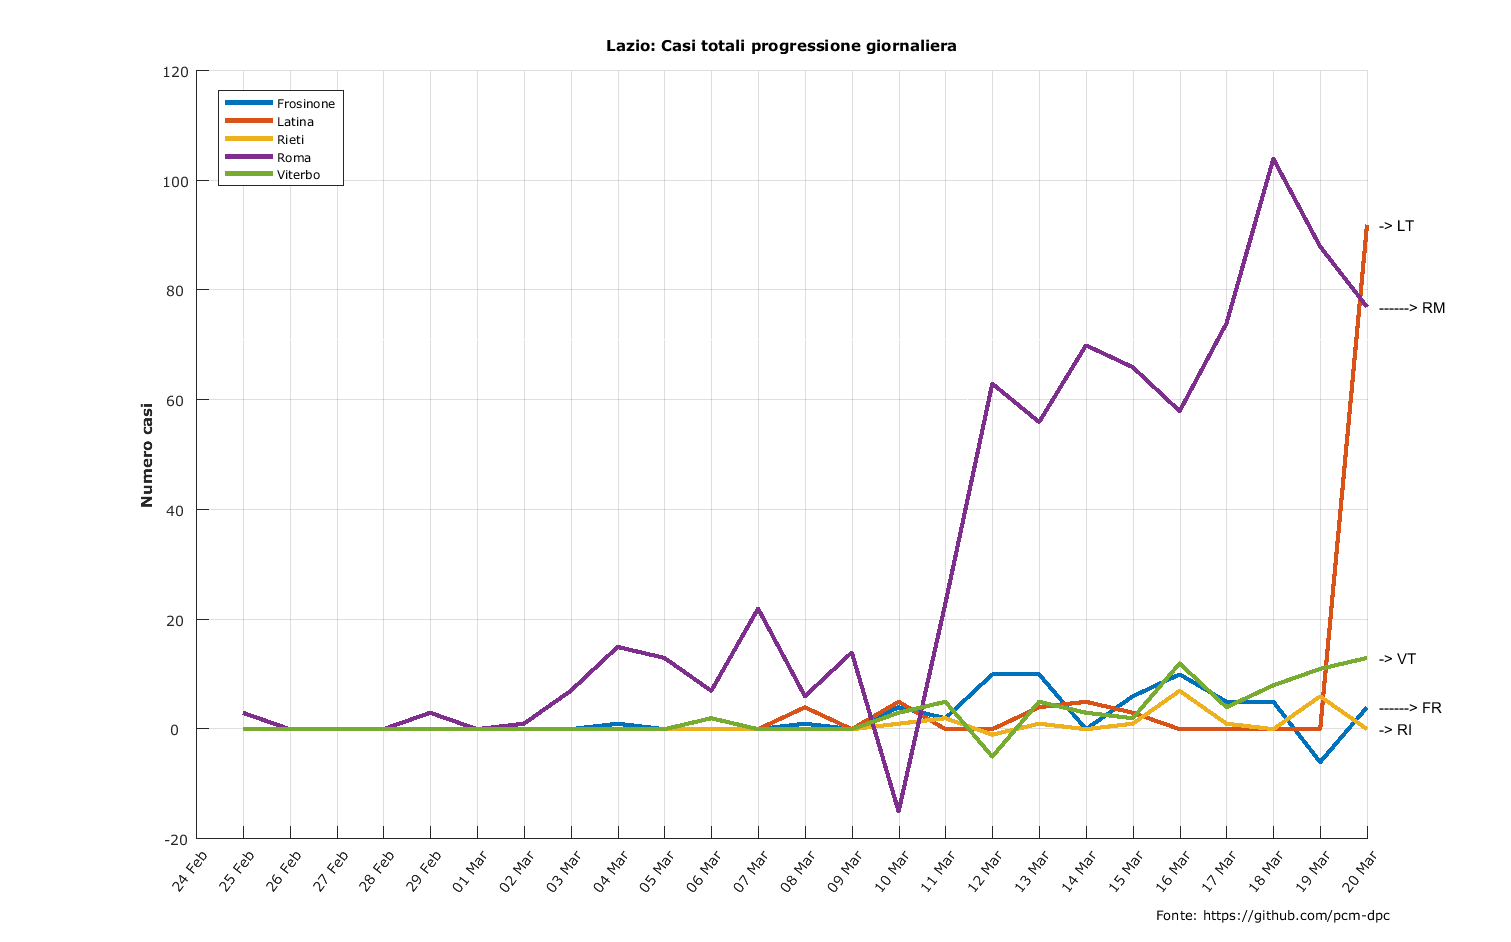 Lazio: Casi totali progressione giornaliera
120
100
80
60
40
20
0
-20
Numero casi
Frosinone
Latina
Rieti
Roma
Viterbo
-> LT
------> RM
-> VT
------> FR
-> RI
24 Feb
25 Feb
26 Feb
27 Feb
28 Feb
29 Feb
01 Mar
02 Mar
03 Mar
04 Mar
05 Mar
06 Mar
07 Mar
08 Mar
09 Mar
10 Mar
11 Mar
12 Mar
13 Mar
14 Mar
15 Mar
16 Mar
17 Mar
18 Mar
19 Mar
20 Mar
Fonte: https://github.com/pcm-dpc